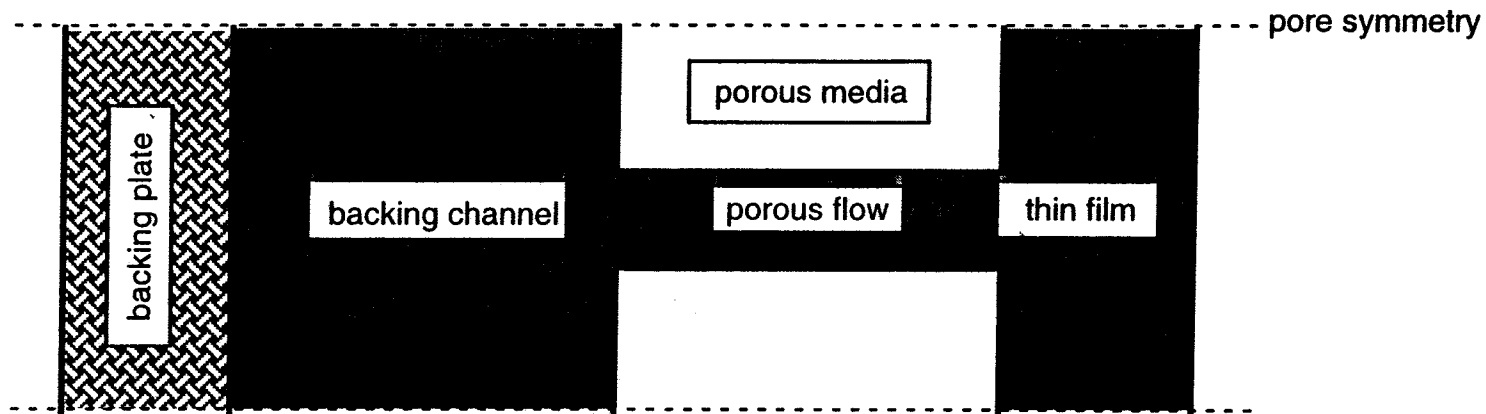 pore symmetry
porous media
backing plate
backing channel
porous flow
thin film